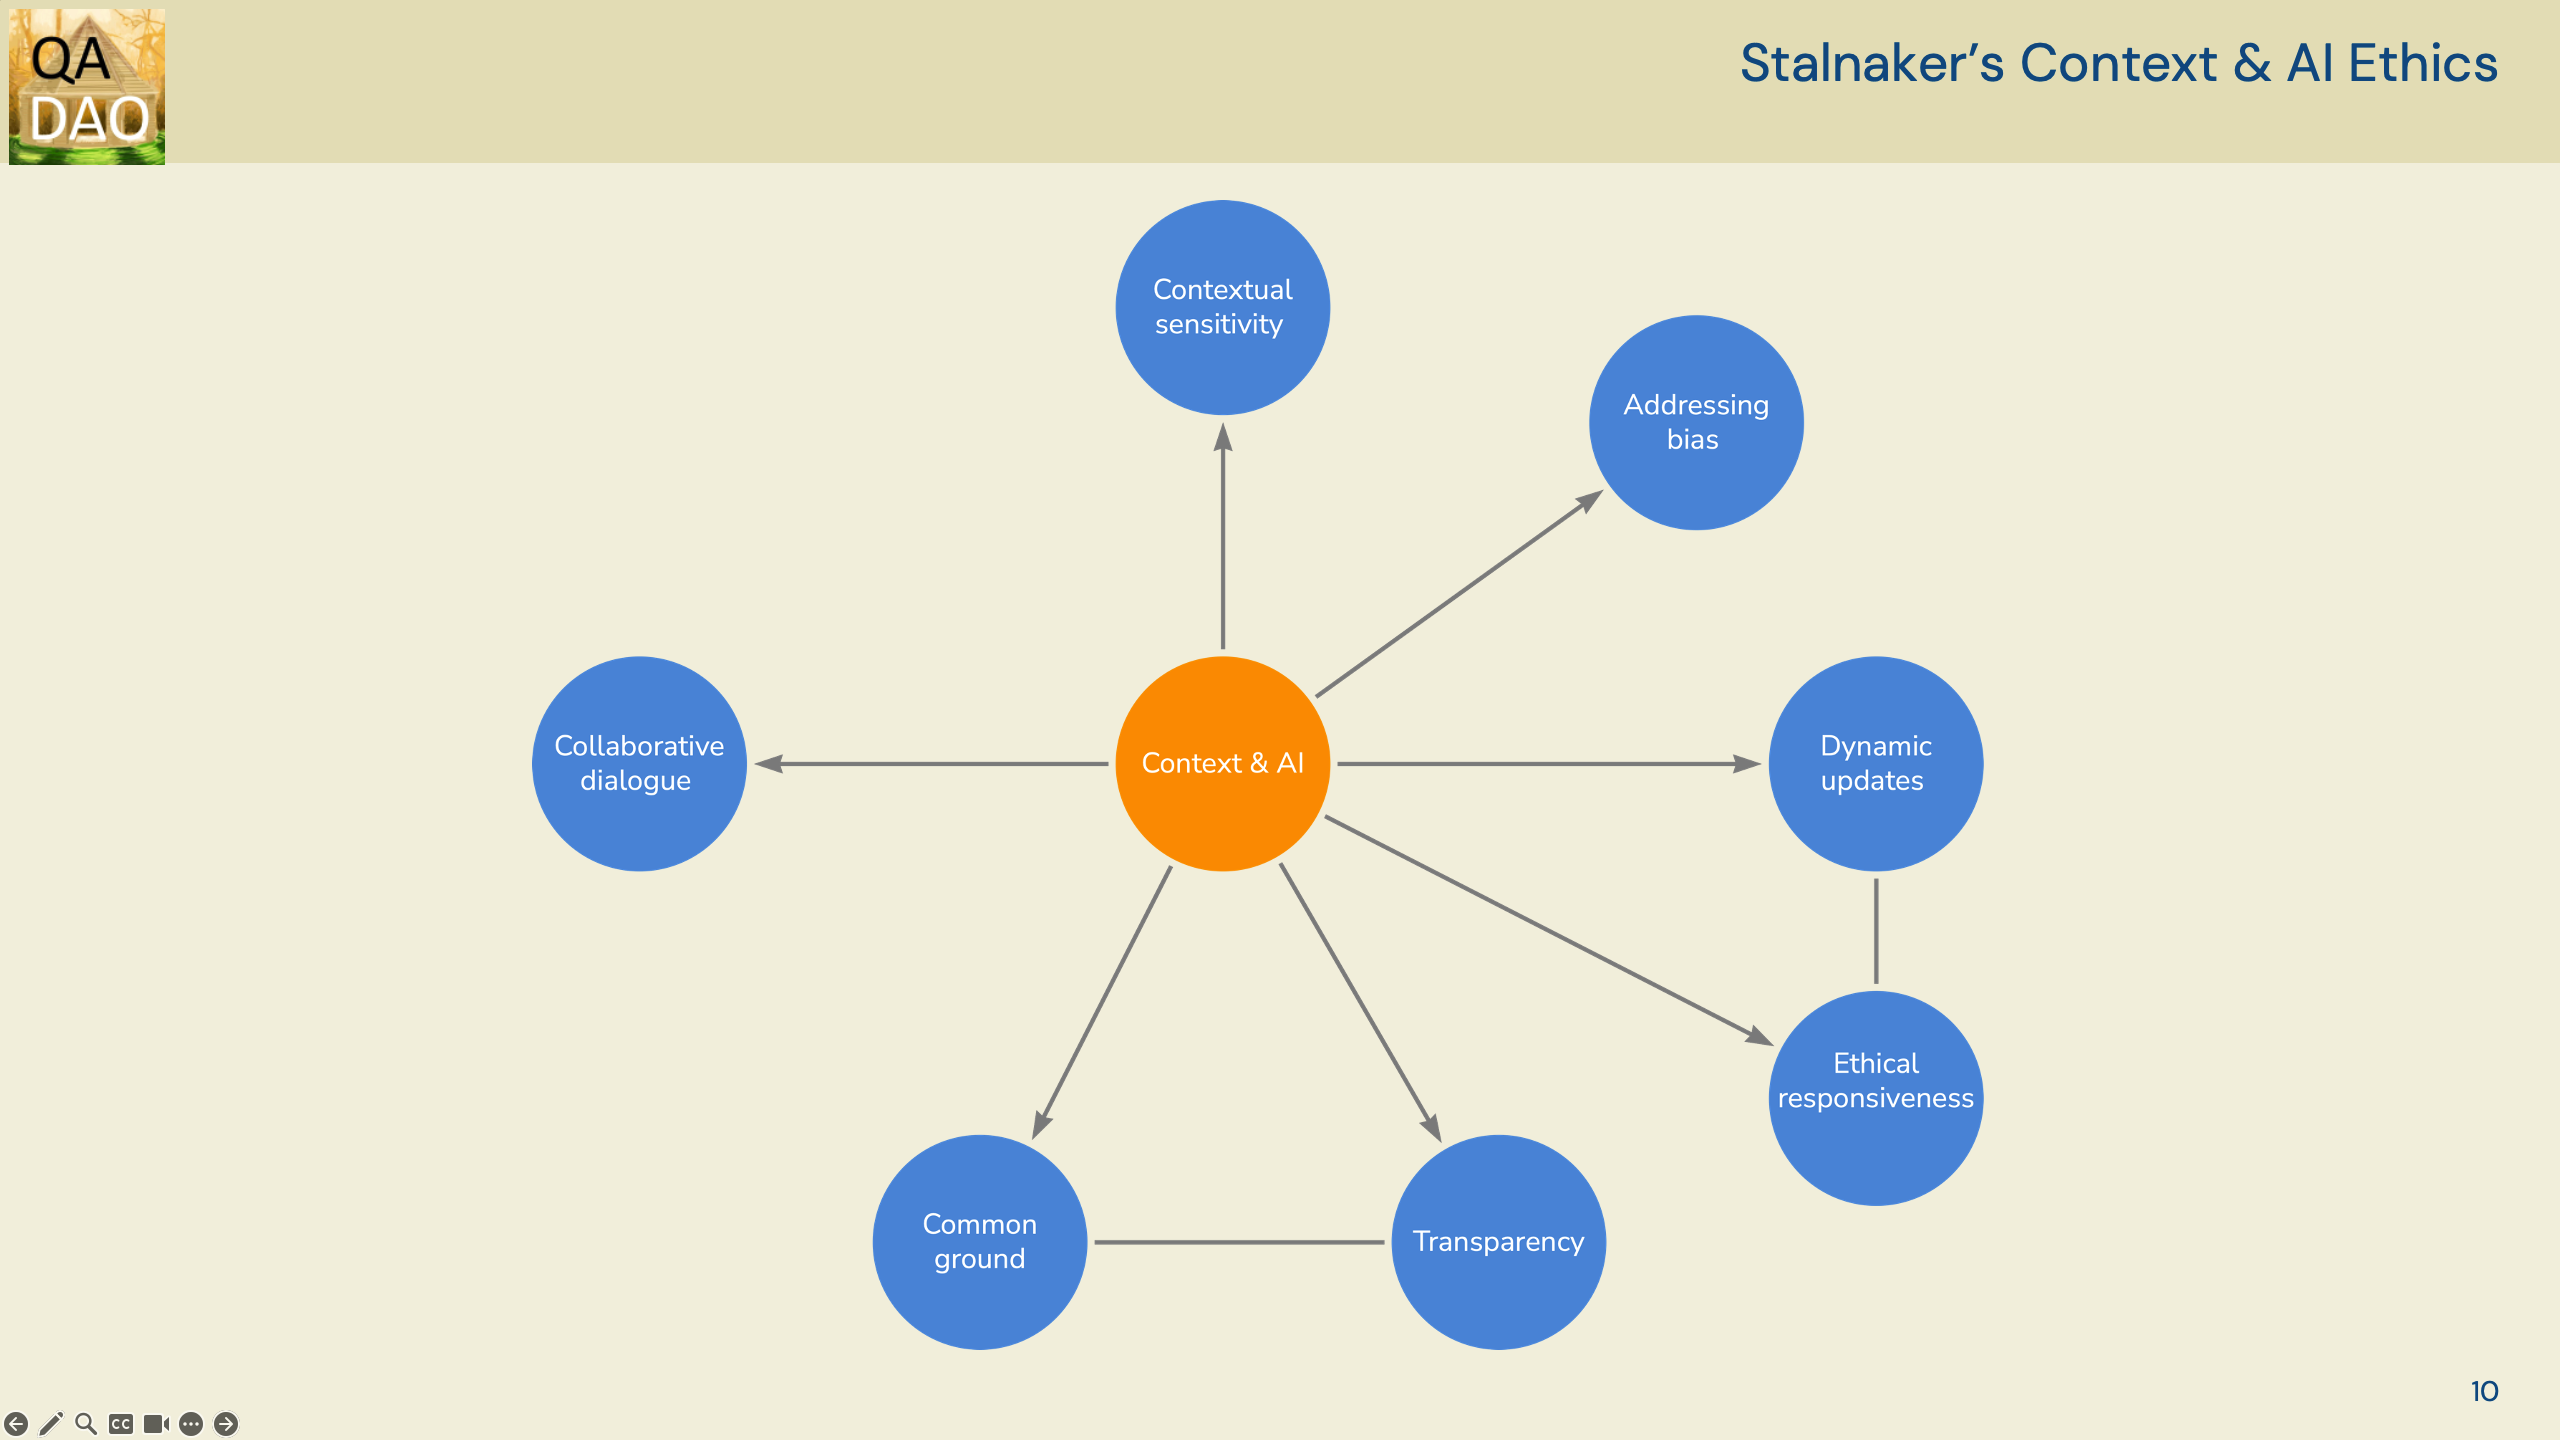 QA
DAO
Stalnaker’s Context & AI Ethics
Contextual
sensitivity
Addressing
bias
Collaborative
dialogue
Context & AI
Dynamic
updates
Ethical
responsiveness
Common
ground
Transparency
10
CC